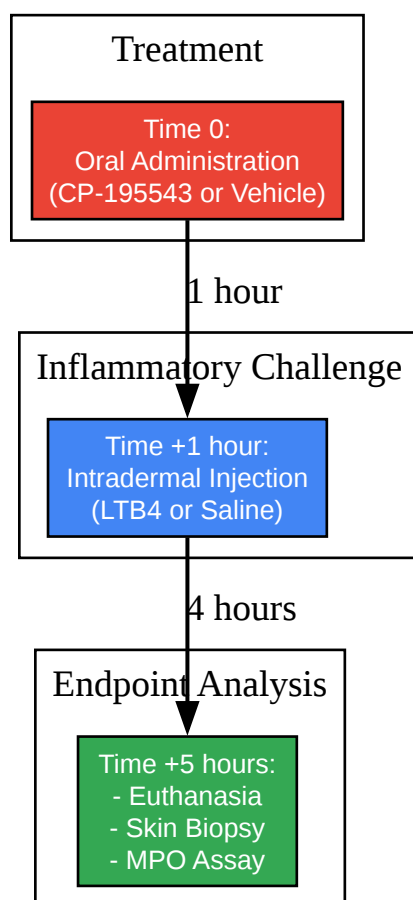 Treatment
Time 0:
Oral Administration
(CP-195543 or Vehicle)
1 hour
Inflammatory Challenge
Time +1 hour:
Intradermal Injection
(LTB4 or Saline)
4 hours
Endpoint Analysis
Time +5 hours:
- Euthanasia
- Skin Biopsy
- MPO Assay